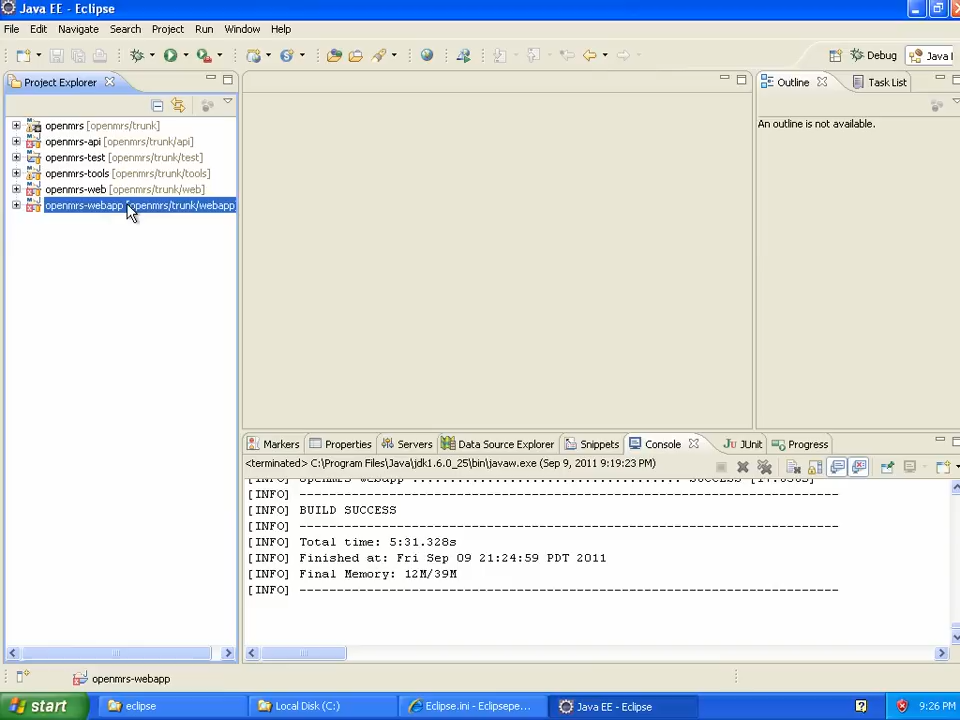 Java EE - Eclipse
File Edit Navigate Search Project Run Window Help
Debug Java
Project Explorer
Outline Task List
openmrs [openmrs/trunk]
openmrs-api [openmrs/trunk/api]
openmrs-test [openmrs/trunk/test]
openmrs-tools [openmrs/trunk/tools]
openmrs-web [openmrs/trunk/web]
openmrs-webapp [openmrs/trunk/webapp
An outline is not available.
Markers Properties Servers Data Source Explorer Snippets Console JUnit Progress
<terminated> C:\Program Files\Java\jdk1.6.0_25\bin\javaw.exe (Sep 9, 2011 9:19:23 PM)
[INFO] ------------------------------------------------------------------------
[INFO] BUILD SUCCESS
[INFO] ------------------------------------------------------------------------
[INFO] Total time: 5:31.328s
[INFO] Finished at: Fri Sep 09 21:24:59 PDT 2011
[INFO] Final Memory: 12M/39M
[INFO] ------------------------------------------------------------------------
openmrs-webapp
start eclipse Local Disk (C:) Eclipse.ini - Eclipsepe... Java EE - Eclipse 9:26 PM